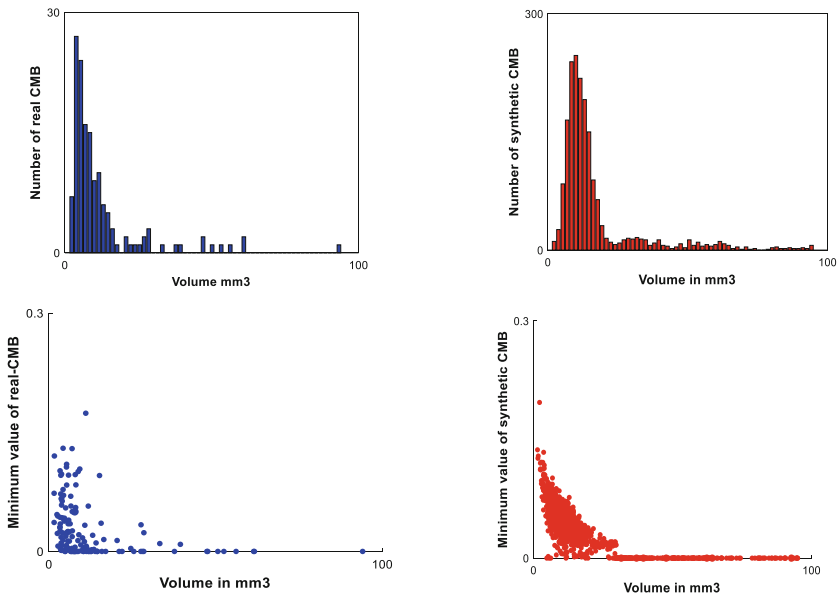 30
Number of real CMB
0
0
100
Volume mm3
300
Number of synthetic CMB
0
0
100
Volume in mm3
0.3
Minimum value of real-CMB
0
0
100
Volume in mm3
0.3
Minimum value of synthetic CMB
0
0
100
Volume in mm3